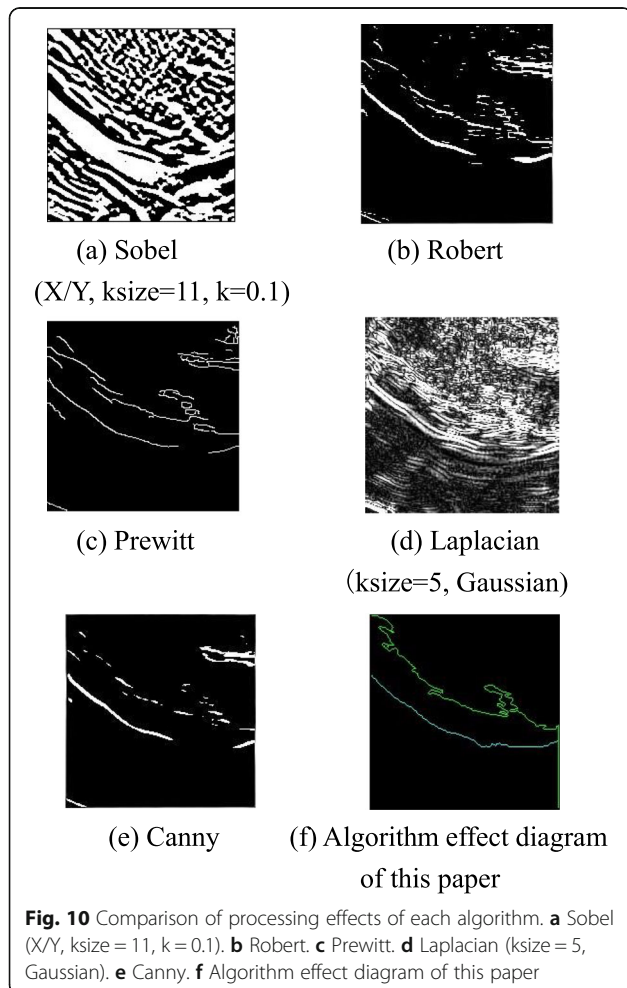 (a) Sobel
(X/Y, ksize=11, k=0.1)
(b) Robert
(c) Prewitt
(d) Laplacian
(ksize=5, Gaussian)
(e) Canny
(f) Algorithm effect diagram
of this paper
Fig. 10 Comparison of processing effects of each algorithm. a Sobel
(X/Y, ksize = 11, k = 0.1). b Robert. c Prewitt. d Laplacian (ksize = 5,
Gaussian). e Canny. f Algorithm effect diagram of this paper